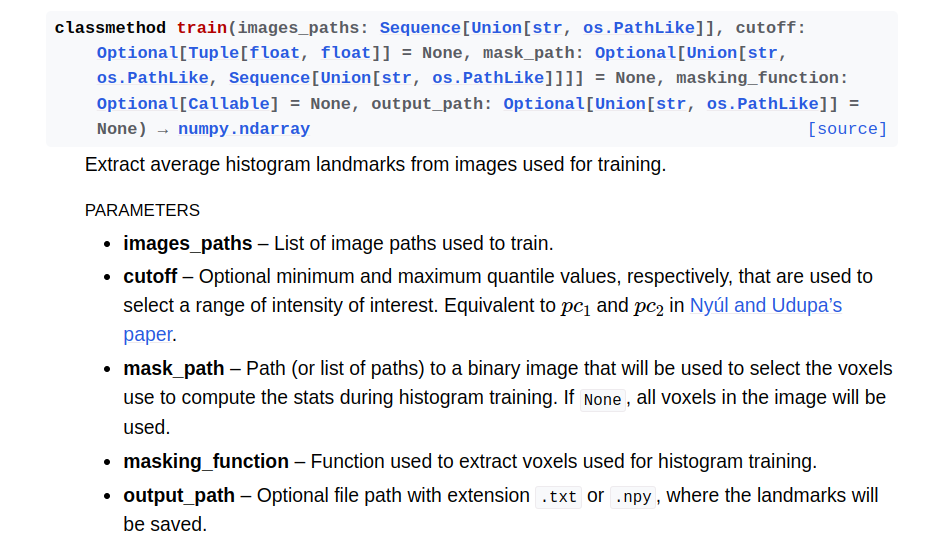 classmethod train(images_paths: Sequence[Union[str, os.PathLike]], cutoff:
Optional[Tuple[float, float]] = None, mask_path: Optional[Union[str,
os.PathLike, Sequence[Union[str, os.PathLike]]]] = None, masking_function:
Optional[Callable] = None, output_path: Optional[Union[str, os.PathLike]] =
None) → numpy.ndarray [source]
Extract average histogram landmarks from images used for training.
PARAMETERS
• images_paths – List of image paths used to train.
• cutoff – Optional minimum and maximum quantile values, respectively, that are used to
select a range of intensity of interest. Equivalent to pc₁ and pc₂ in Nyúl and Udupa’s
paper.
• mask_path – Path (or list of paths) to a binary image that will be used to select the voxels
use to compute the stats during histogram training. If None, all voxels in the image will be
used.
• masking_function – Function used to extract voxels used for histogram training.
• output_path – Optional file path with extension .txt or .npy, where the landmarks will
be saved.